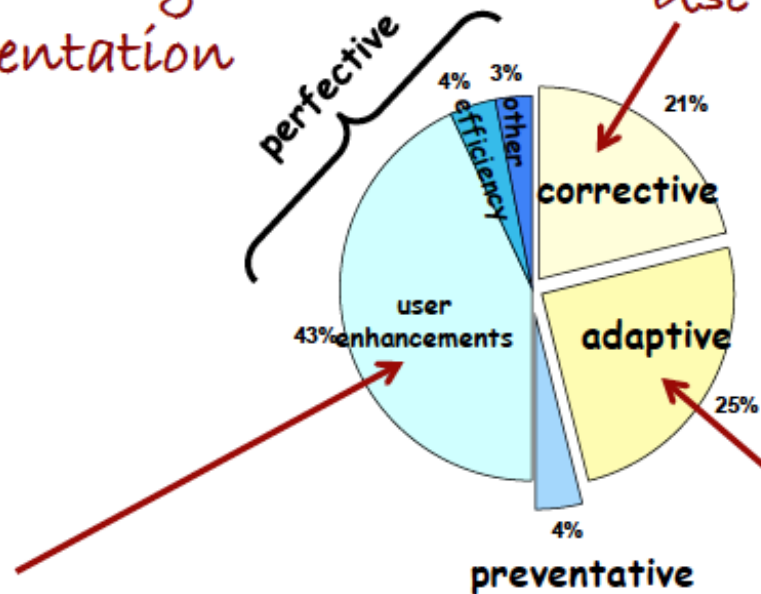 entation
perfective
4%
3%
efficiency
other
21%
corrective
user
43%
enhancements
adaptive
25%
4%
preventative